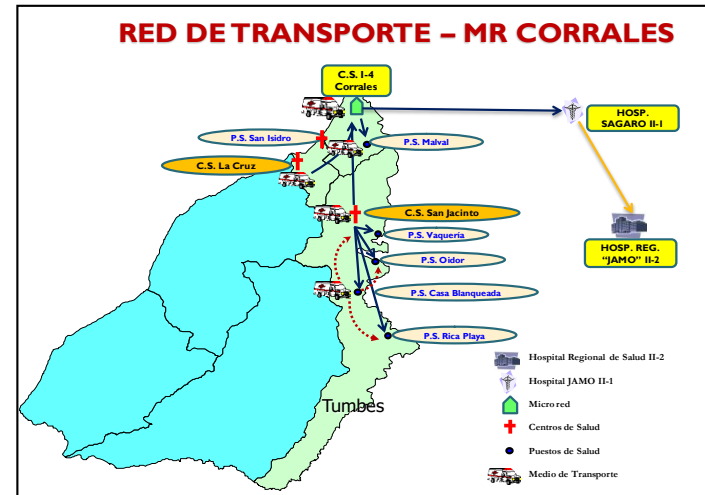 RED DE TRANSPORTE – MR CORRALES
C.S. I-4
Corrales
HOSP.
SAGARO II-1
P.S. San Isidro
P.S. Malval
C.S. La Cruz
C.S. San Jacinto
P.S. Vaquería
P.S. Oidor
HOSP. REG.
“JAMO” II-2
P.S. Casa Blanqueada
P.S. Rica Playa
Tumbes
Hospital Regional de Salud II-2
Hospital JAMO II-1
Micro red
Centros de Salud
Puestos de Salud
Medio de Transporte